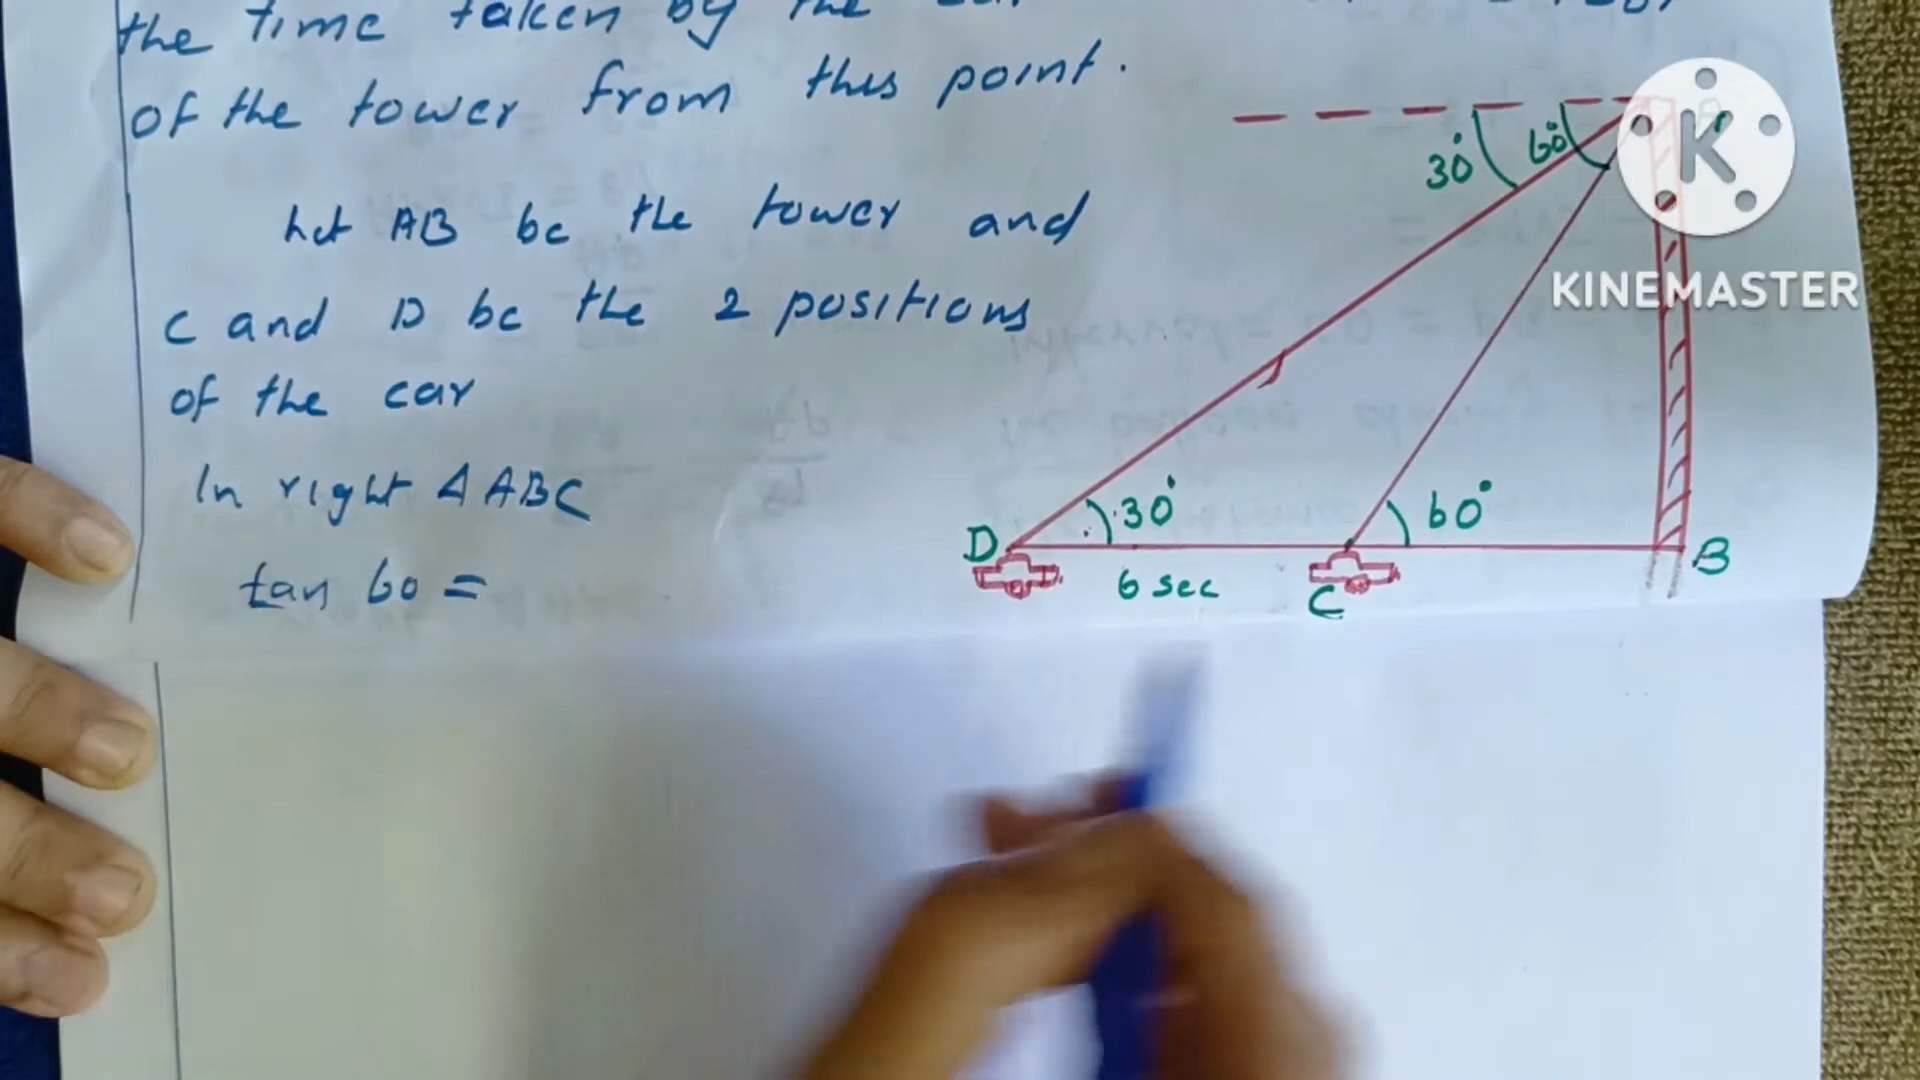 the time taken by the
of the tower from this point.
Let AB be the tower and
C and D be the 2 positions
of the car
In right ∆ ABC
tan 60 =
30° 60°
K
KINEMASTER
D 30° 60° B
6 sec C